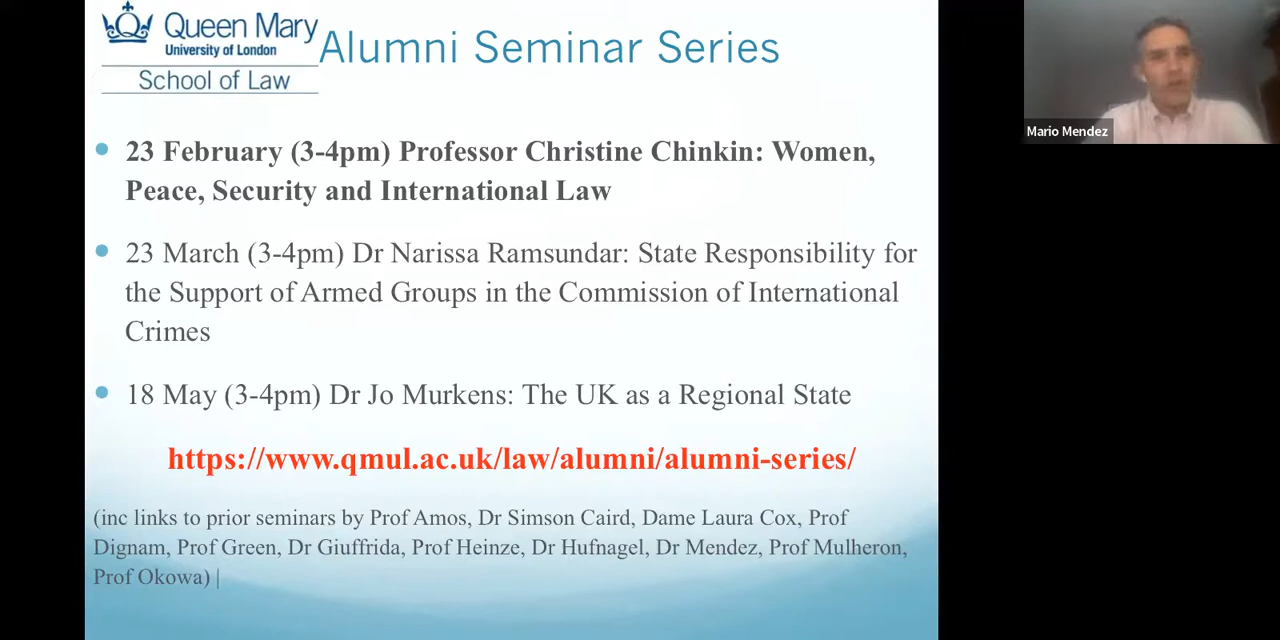 Queen Mary
University of London
School of Law
Alumni Seminar Series
Mario Mendez
• 23 February (3-4pm) Professor Christine Chinkin: Women,
Peace, Security and International Law
• 23 March (3-4pm) Dr Narissa Ramsundar: State Responsibility for
the Support of Armed Groups in the Commission of International
Crimes
• 18 May (3-4pm) Dr Jo Murkens: The UK as a Regional State
https://www.qmul.ac.uk/law/alumni/alumni-series/
(inc links to prior seminars by Prof Amos, Dr Simson Caird, Dame Laura Cox, Prof
Dignam, Prof Green, Dr Giuffrida, Prof Heinze, Dr Hufnagel, Dr Mendez, Prof Mulheron,
Prof Okowa)